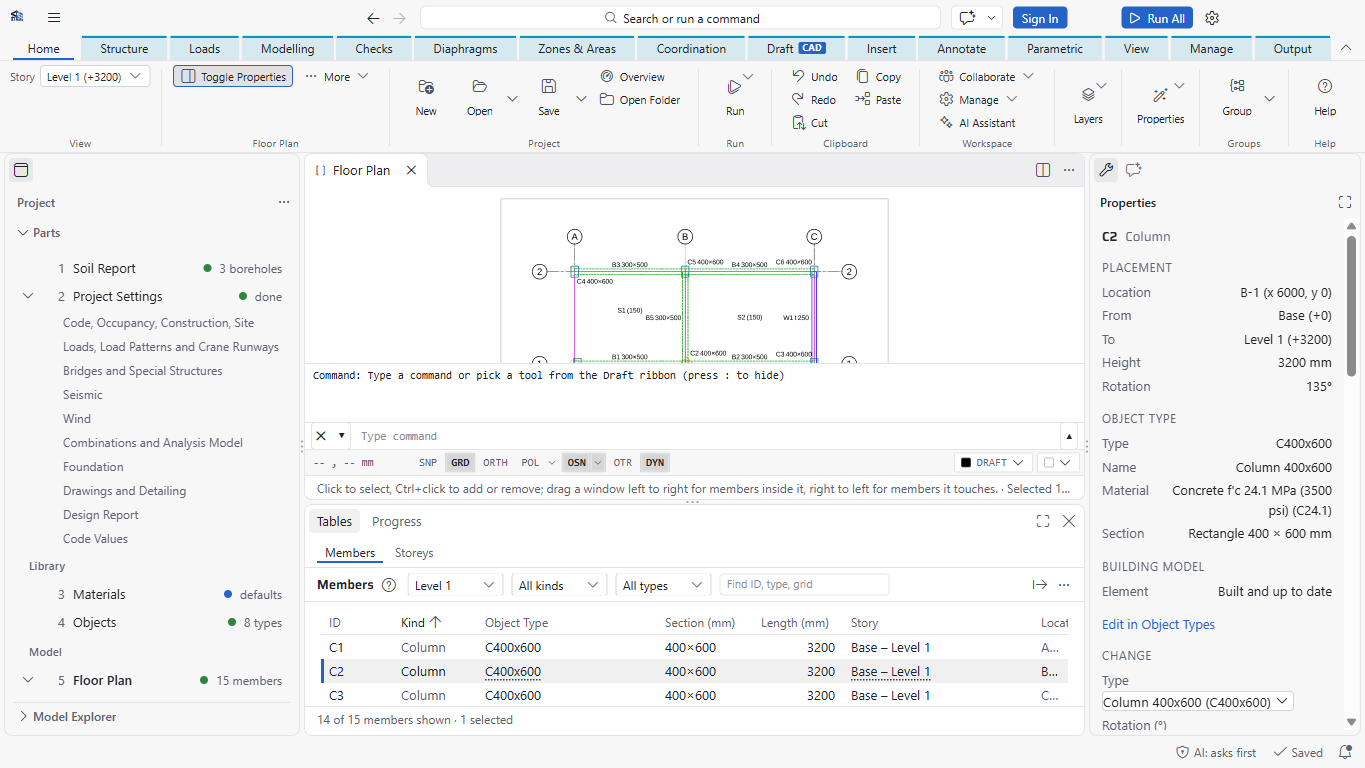 Search or run a command
Sign In
Run All
Home
Structure
Loads
Modelling
Checks
Diaphragms
Zones & Areas
Coordination
Draft CAD
Insert
Annotate
Parametric
View
Manage
Output
Story
Level 1 (+3200)
Toggle Properties
More
New
Open
Save
Overview
Open Folder
Run
Undo
Redo
Cut
Copy
Paste
Collaborate
Manage
AI Assistant
Layers
Properties
Group
Help
View
Floor Plan
Project
Run
Clipboard
Workspace
Groups
Help
Project
Parts
1 Soil Report 3 boreholes
2 Project Settings done
Code, Occupancy, Construction, Site
Loads, Load Patterns and Crane Runways
Bridges and Special Structures
Seismic
Wind
Combinations and Analysis Model
Foundation
Drawings and Detailing
Design Report
Code Values
Library
3 Materials defaults
4 Objects 8 types
Model
5 Floor Plan 15 members
Model Explorer
Floor Plan
A
B
C
2
B3 300×500
C5 400×600
B4 300×500
C6 400×600
2
C4 400×600
S1 (150)
B5 300×500
S2 (150)
W1 t250
B1 300×500
C2 400×600
B2 300×500
C3 400×600
Command: Type a command or pick a tool from the Draft ribbon (press : to hide)
Type command
-- , -- mm
SNP
GRD
ORTH
POL
OSN
OTR
DYN
DRAFT
Click to select, Ctrl+click to add or remove; drag a window left to right for members inside it, right to left for members it touches. · Selected 1...
Tables
Progress
Members
Storeys
Members
Level 1
All kinds
All types
Find ID, type, grid
ID Kind Object Type Section (mm) Length (mm) Story Locat
C1 Column C400x600 400×600 3200 Base – Level 1 A...
C2 Column C400x600 400×600 3200 Base – Level 1 B...
C3 Column C400x600 400×600 3200 Base – Level 1 C...
14 of 15 members shown · 1 selected
Properties
C2 Column
PLACEMENT
Location B-1 (x 6000, y 0)
From Base (+0)
To Level 1 (+3200)
Height 3200 mm
Rotation 135°
OBJECT TYPE
Type C400x600
Name Column 400x600
Material Concrete f'c 24.1 MPa (3500
psi) (C24.1)
Section Rectangle 400 × 600 mm
BUILDING MODEL
Element Built and up to date
Edit in Object Types
CHANGE
Type
Column 400x600 (C400x600)
Rotation (°)
AI: asks first
Saved